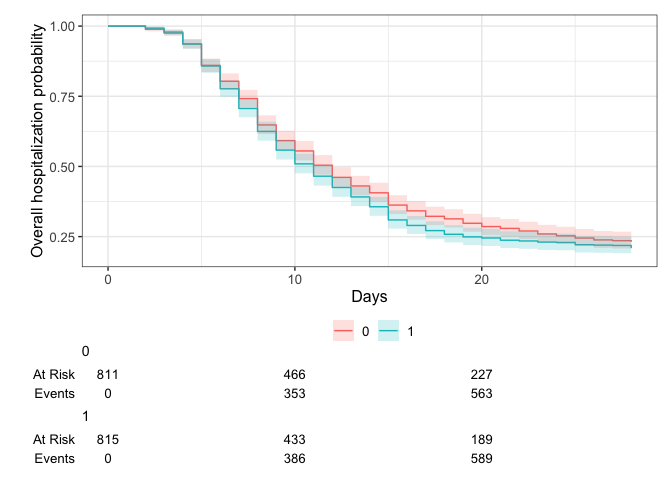 Overall hospitalization probability
1.00
0.75
0.50
0.25
0 10 20
Days
0 1
0
At Risk 811 466 227
Events 0 353 563
1
At Risk 815 433 189
Events 0 386 589